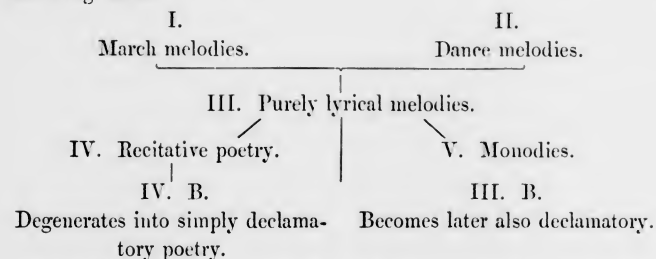 I. II.
March melodies. Dance melodies.
III. Purely lyrical melodies.
IV. Recitative poetry. V. Monodies.
IV. B. III. B.
Degenerates into simply declama- Becomes later also declamatory.
tory poetry.